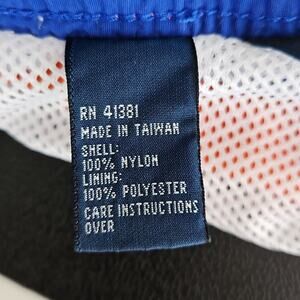 RN 41381
MADE IN TAIWAN
SHELL:
100% NYLON
LINING:
100% POLYESTER
CARE INSTRUCTIONS
OVER